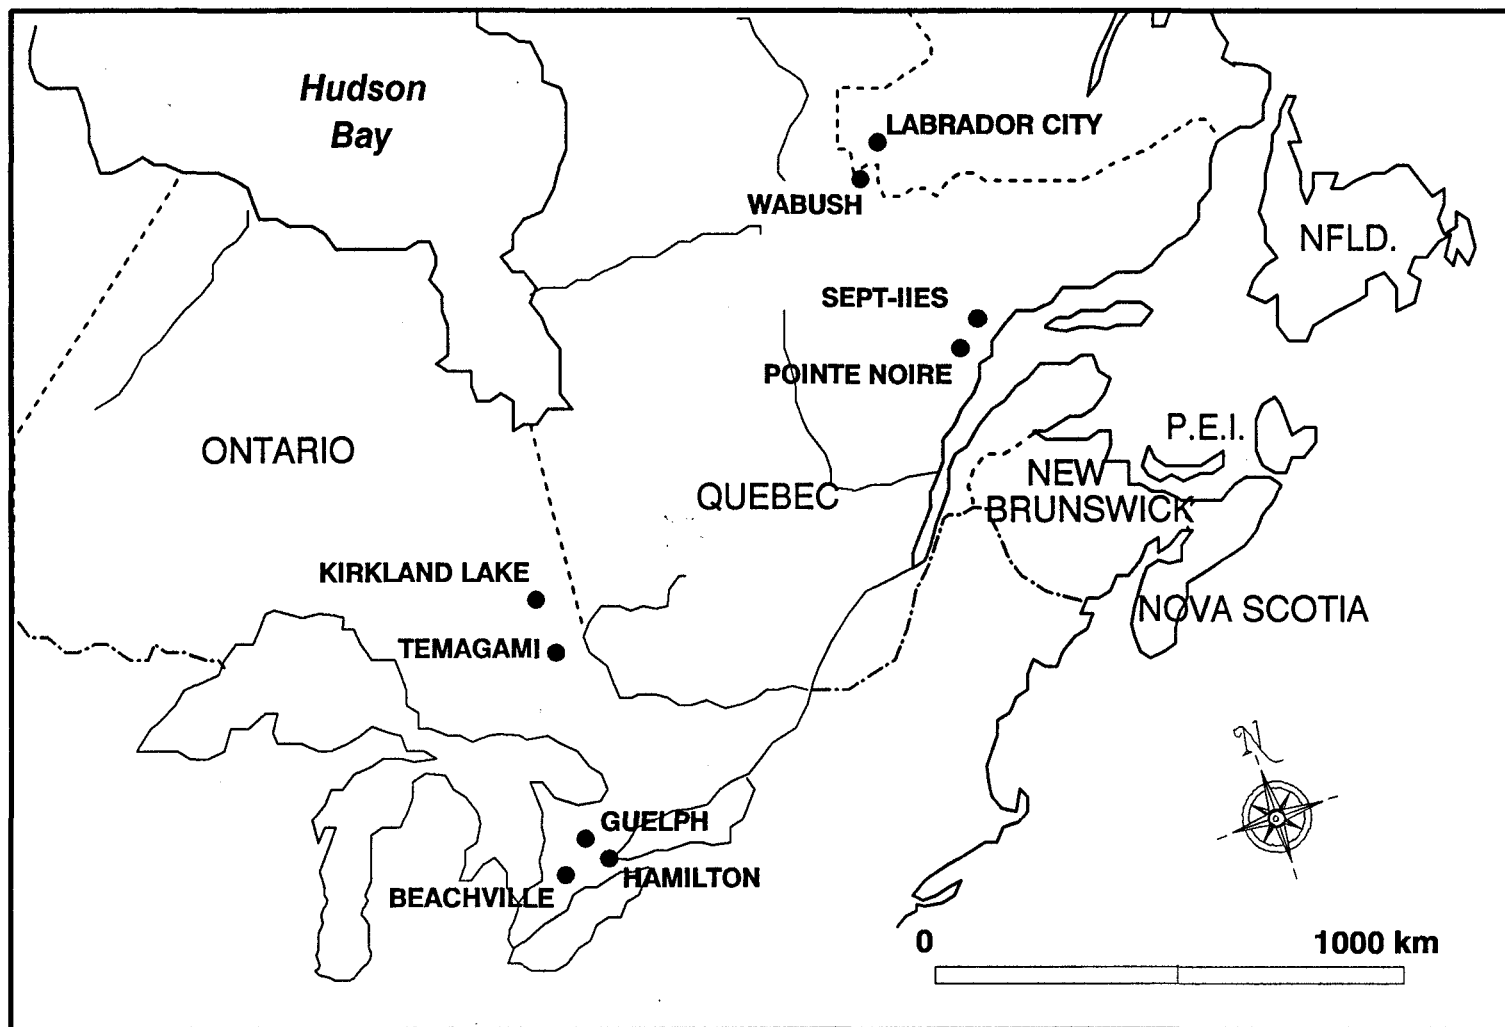 Hudson
Bay
LABRADOR CITY
WABUSH
NFLD.
SEPT-IIES
POINTE NOIRE
P.E.I.
ONTARIO
NEW
BRUNSWICK
QUEBEC
KIRKLAND LAKE
NOVA SCOTIA
TEMAGAMI
N
GUELPH
HAMILTON
BEACHVILLE
0 1000 km